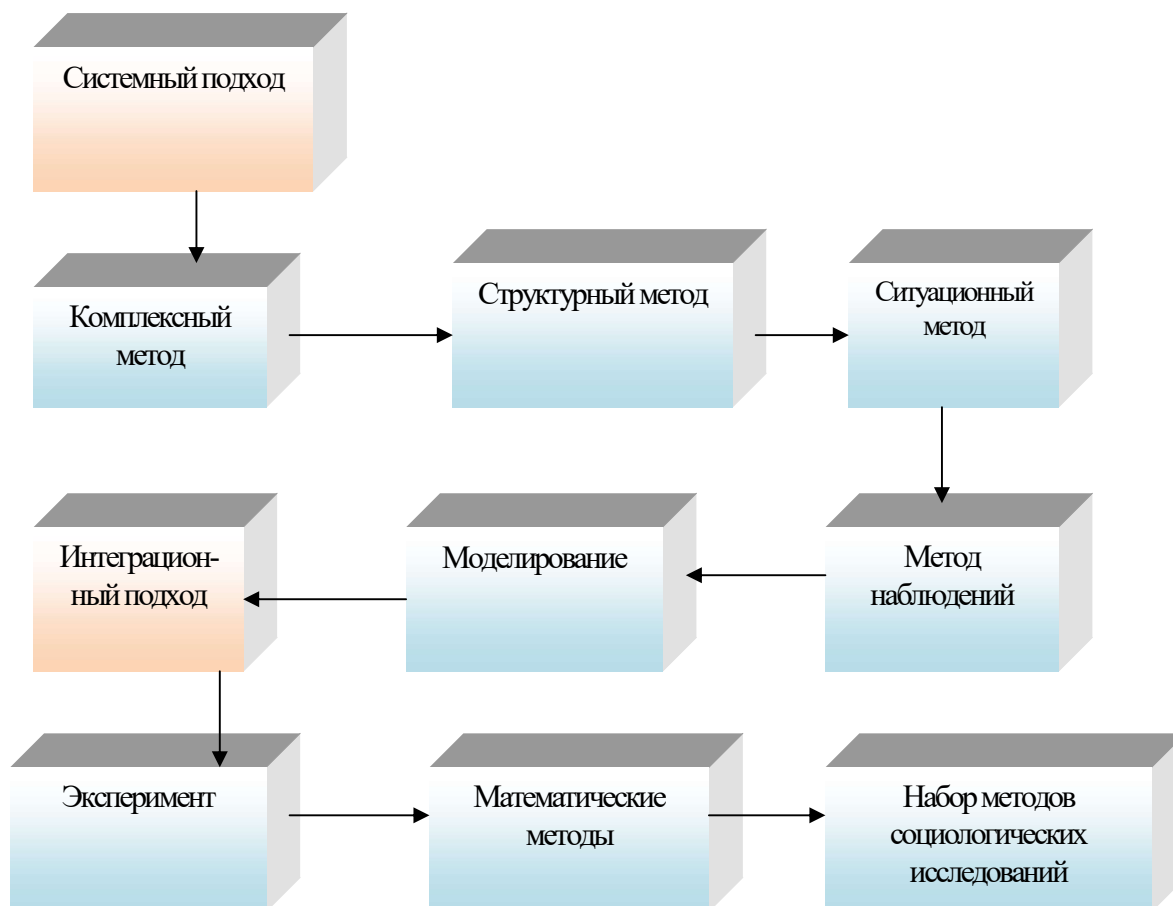 Системный подход
Комплексный
метод
Структурный метод
Ситуационный
метод
Метод
наблюдений
Моделирование
Интеграцион-
ный подход
Эксперимент
Математические
методы
Набор методов
социологических
исследований